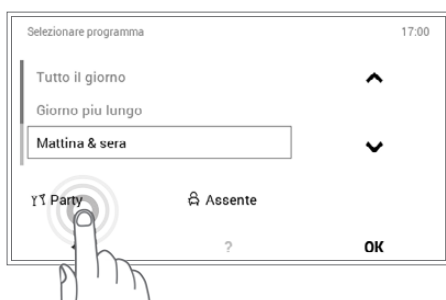 Selezionare programma 17:00
Tutto il giorno
Giorno piu lungo
Mattina & sera
Party Assente
? OK